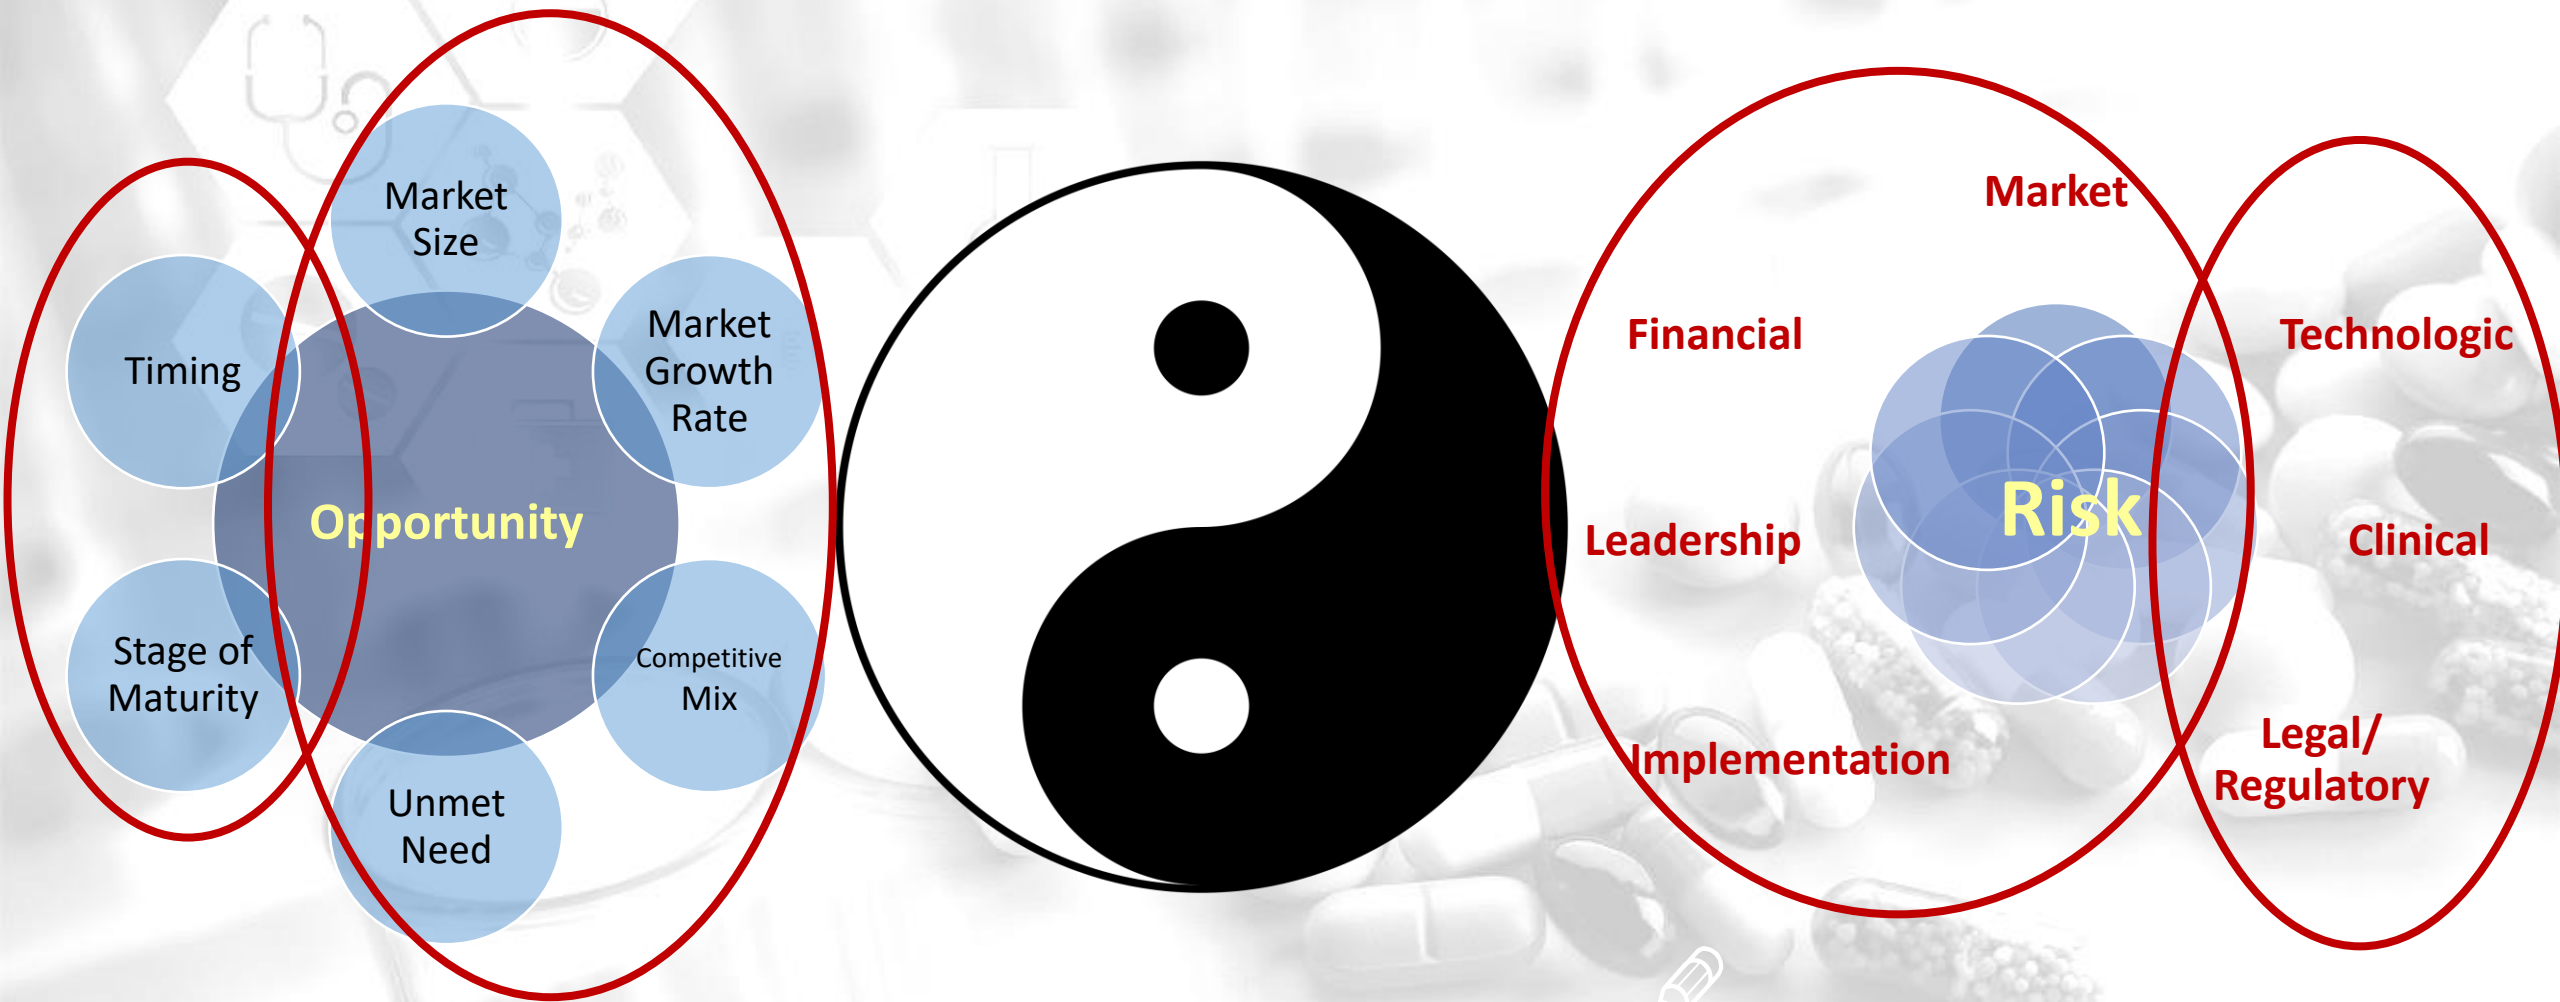 Market
Size
Timing
Market
Growth
Rate
Opportunity
Stage of
Maturity
Competitive
Mix
Unmet
Need
Market
Financial
Technologic
Leadership
Risk
Clinical
Implementation
Legal/
Regulatory